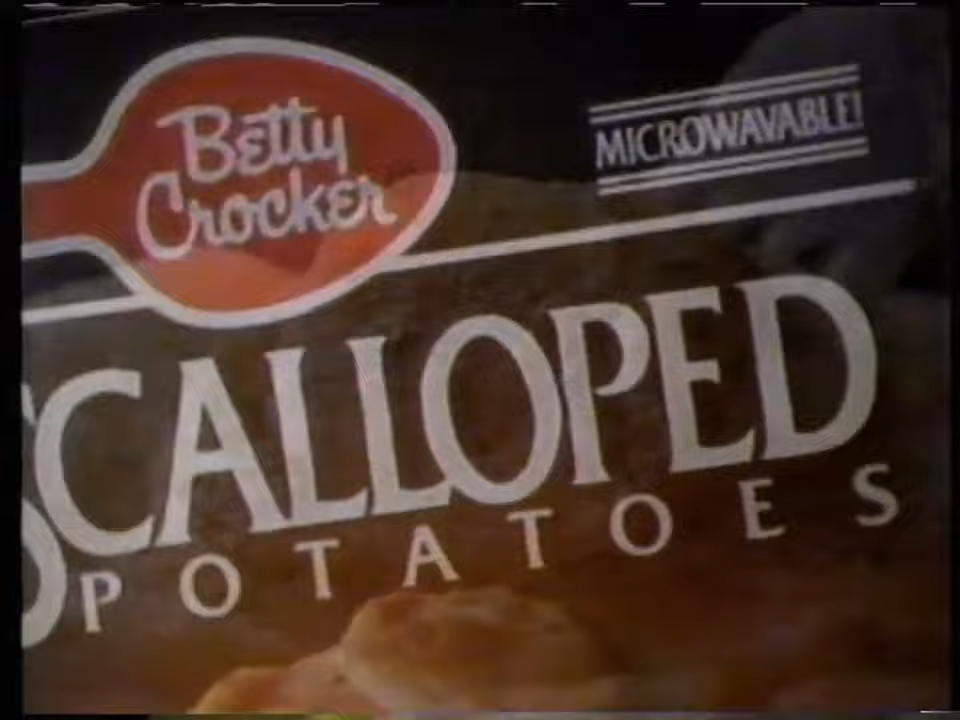 Betty
Crocker
MICROWAVABLE!
SCALLOPED
POTATOES